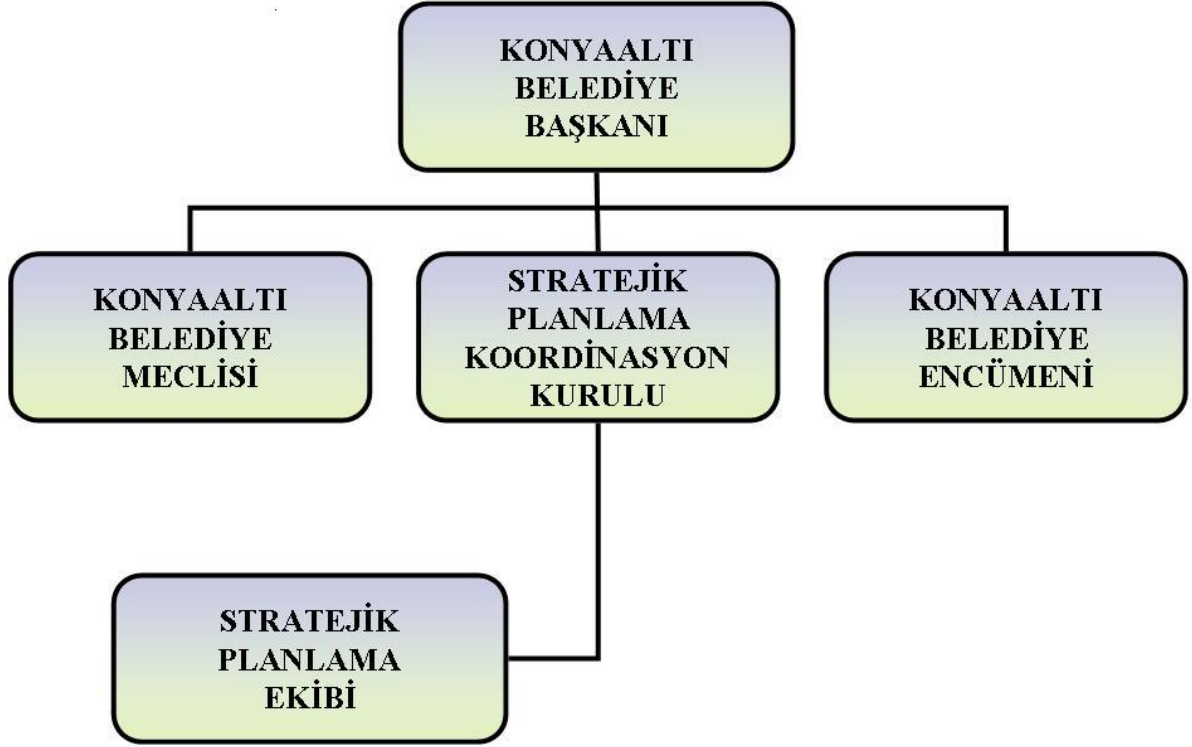 KONYAALTI
BELEDİYE
BAŞKANI
KONYAALTI
BELEDİYE
MECLİSİ
STRATEJİK
PLANLAMA
KOORDİNASYON
KURULU
KONYAALTI
BELEDİYE
ENCÜMENİ
STRATEJİK
PLANLAMA
EKİBİ